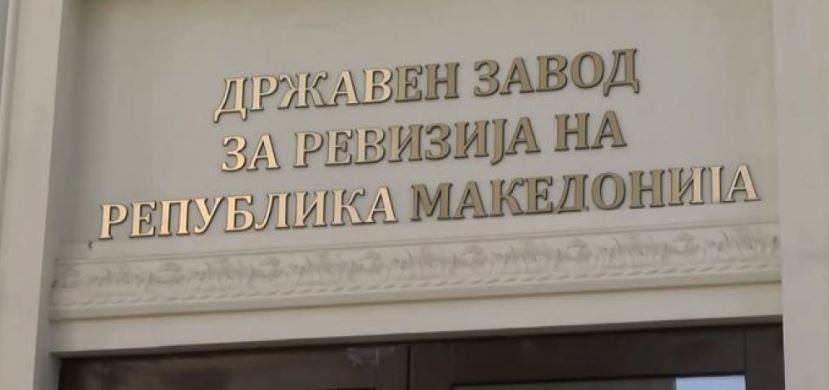 ДРЖАВЕН ЗАВОД
ЗА РЕВИЗИЈА НА
РЕПУБЛИКА МАКЕДОНИЈА